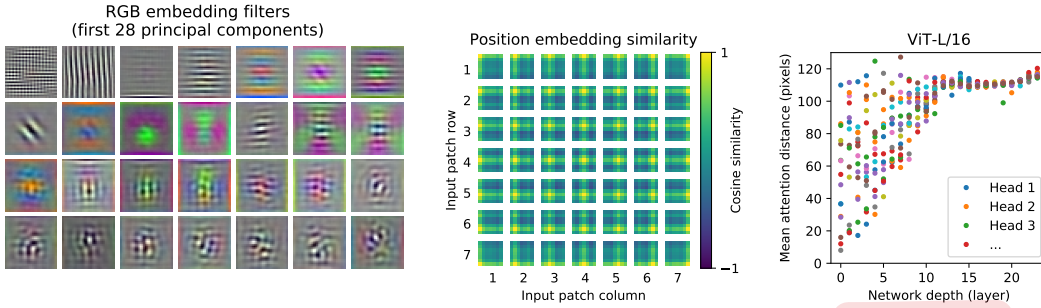 RGB embedding filters
(first 28 principal components)
Position embedding similarity
Input patch row
1
2
3
4
5
6
7
1 2 3 4 5 6 7
Input patch column
1
−1
Cosine similarity
ViT-L/16
Mean attention distance (pixels)
120
100
80
60
40
20
0
0 5 10 15 20
Network depth (layer)
Head 1
Head 2
Head 3
...